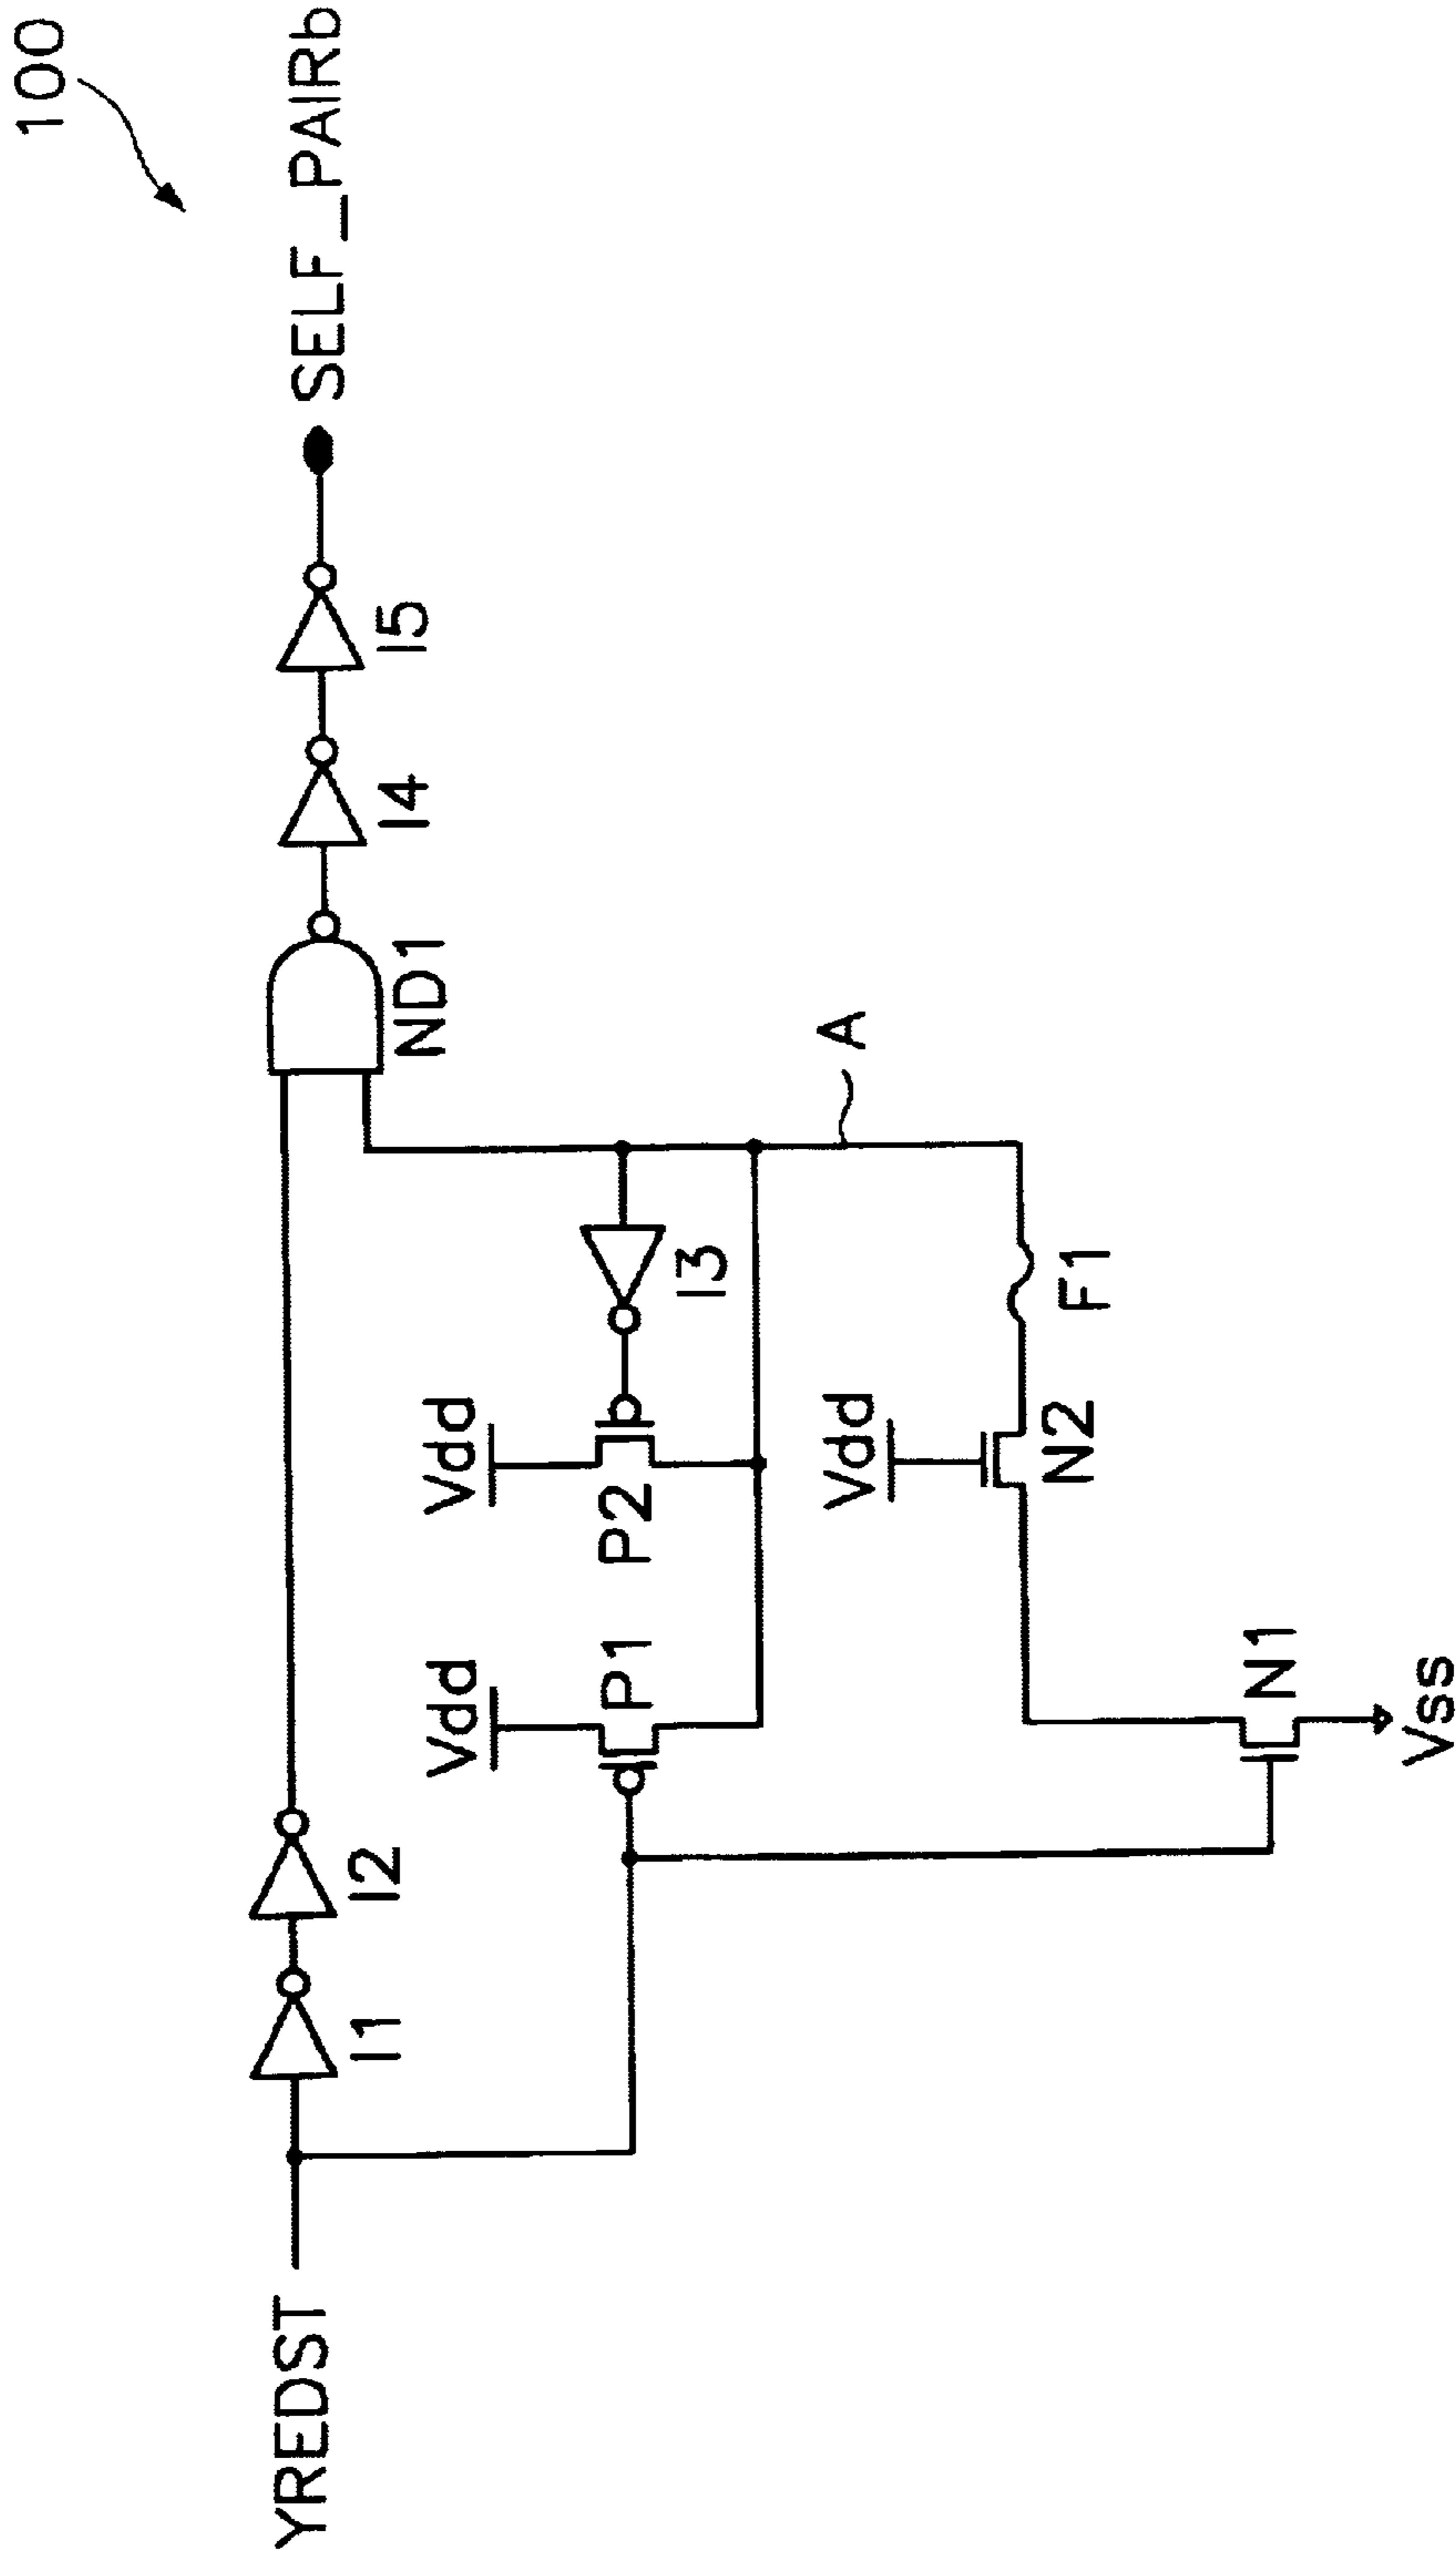 100
SELF_PAIRb
YREDST
I1
I2
ND1
I4
I5
Vdd
Vdd
P1
P2
I3
A
Vdd
N2
F1
N1
Vss